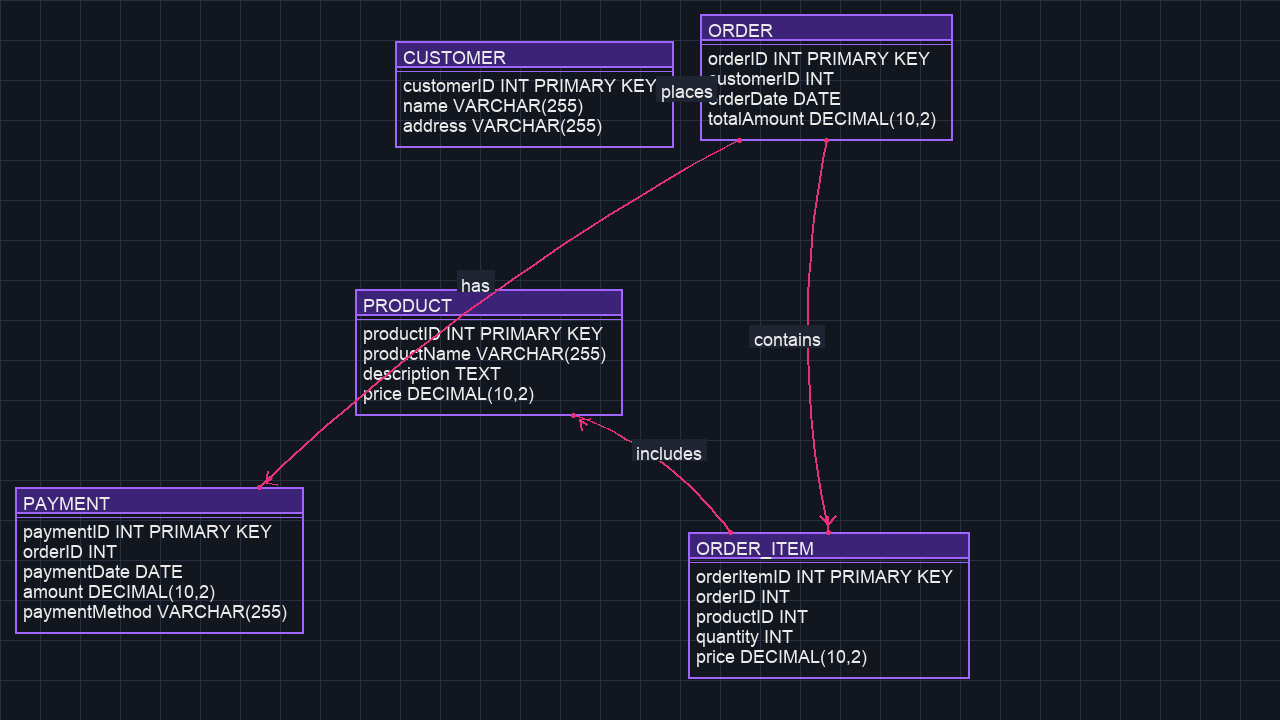 CUSTOMER
customerID INT PRIMARY KEY
name VARCHAR(255)
address VARCHAR(255)
places
ORDER
orderID INT PRIMARY KEY
customerID INT
orderDate DATE
totalAmount DECIMAL(10,2)
has
PRODUCT
productID INT PRIMARY KEY
productName VARCHAR(255)
description TEXT
price DECIMAL(10,2)
contains
includes
PAYMENT
paymentID INT PRIMARY KEY
orderID INT
paymentDate DATE
amount DECIMAL(10,2)
paymentMethod VARCHAR(255)
ORDER_ITEM
orderItemID INT PRIMARY KEY
orderID INT
productID INT
quantity INT
price DECIMAL(10,2)